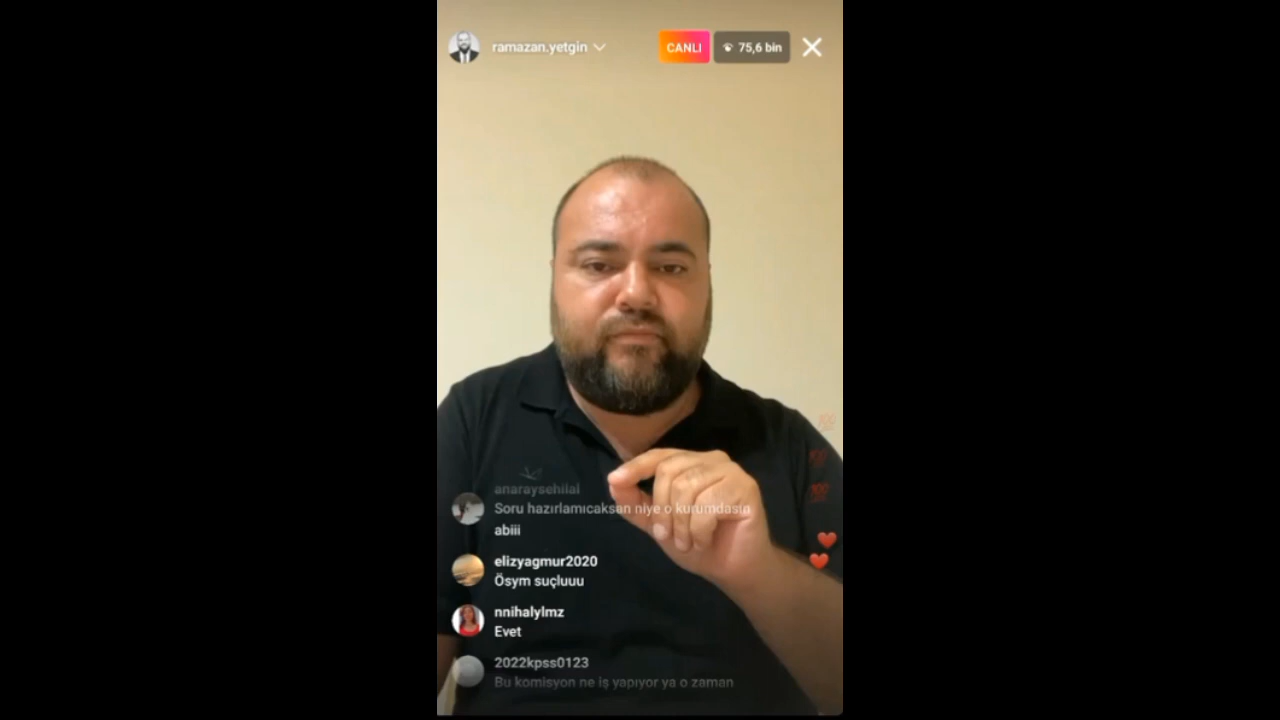 ramazan.yetgin
CANLI
75,6 bin
anaraysehilal
Soru hazırlamıcaksan niye o kurumdasın
abiii
elizyagmur2020
Ösym suçluuu
nnihalylmz
Evet
2022kpss0123
Bu komisyon ne iş yapıyor ya o zaman